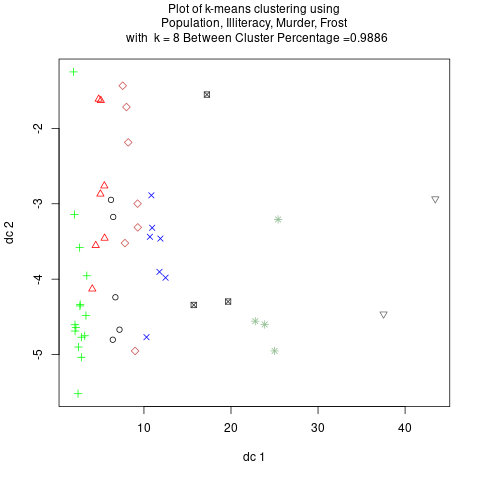 Plot of k-means clustering using
Population, Illiteracy, Murder, Frost
with  k = 8 Between Cluster Percentage =0.9886
-2
-3
-4
-5
dc 2
10 20 30 40
dc 1